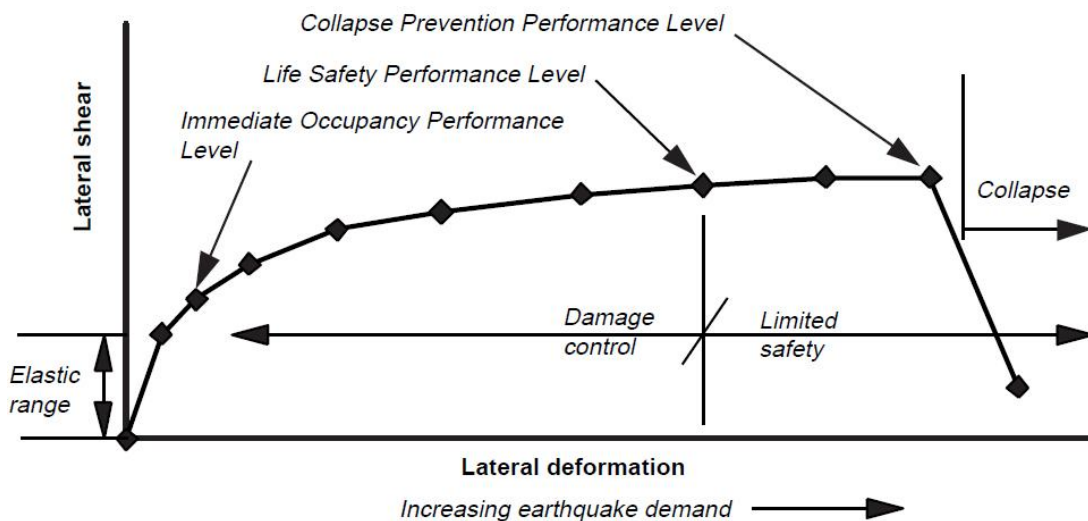 Collapse Prevention Performance Level
Life Safety Performance Level
Immediate Occupancy Performance
Level
Lateral shear
Collapse
Damage
control
Limited
safety
Elastic
range
Lateral deformation
Increasing earthquake demand